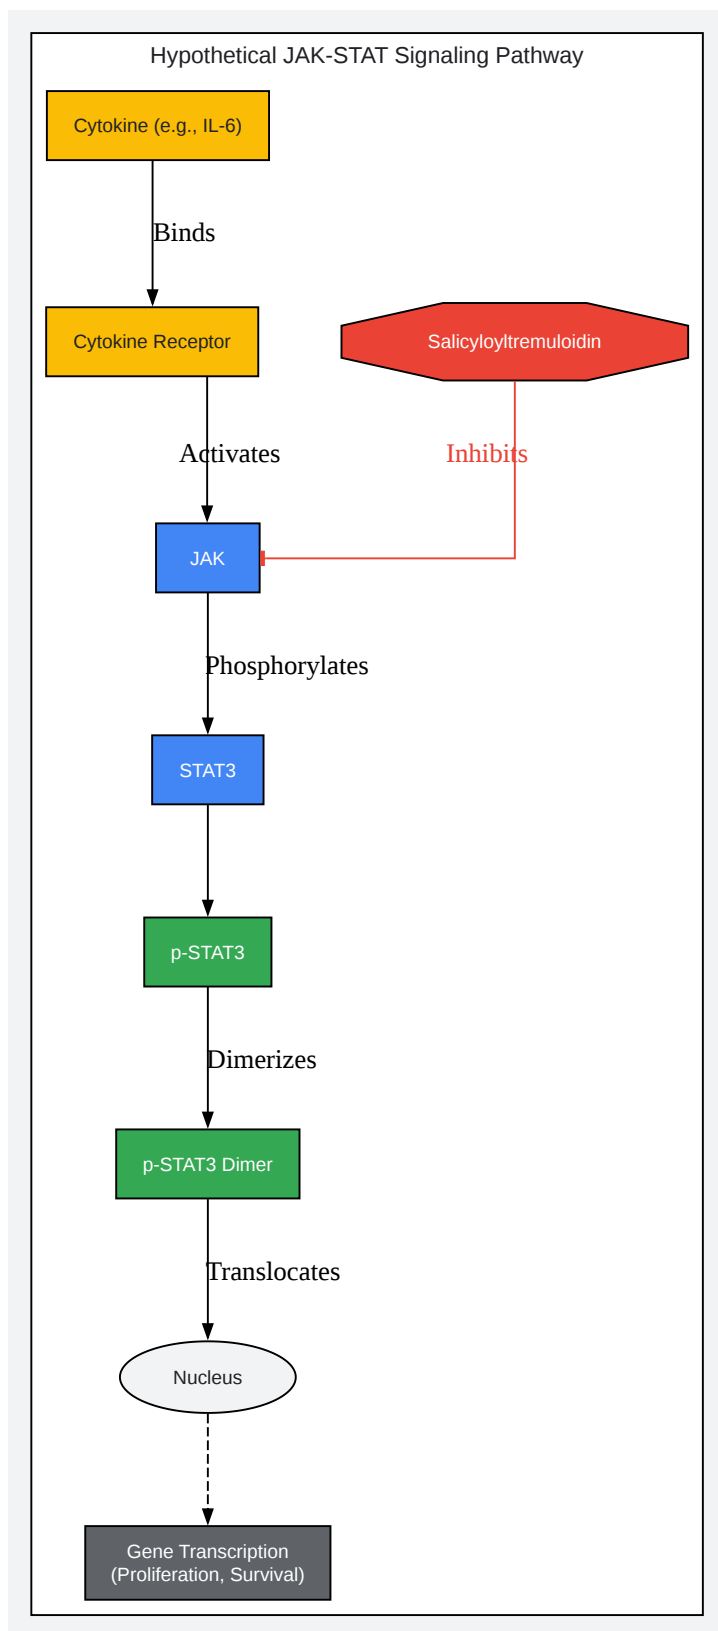 Hypothetical JAK-STAT Signaling Pathway
Cytokine (e.g., IL-6)
Binds
Cytokine Receptor
Salicyloyltremuloidin
Activates
Inhibits
JAK
Phosphorylates
STAT3
p-STAT3
Dimerizes
p-STAT3 Dimer
Translocates
Nucleus
Gene Transcription
(Proliferation, Survival)